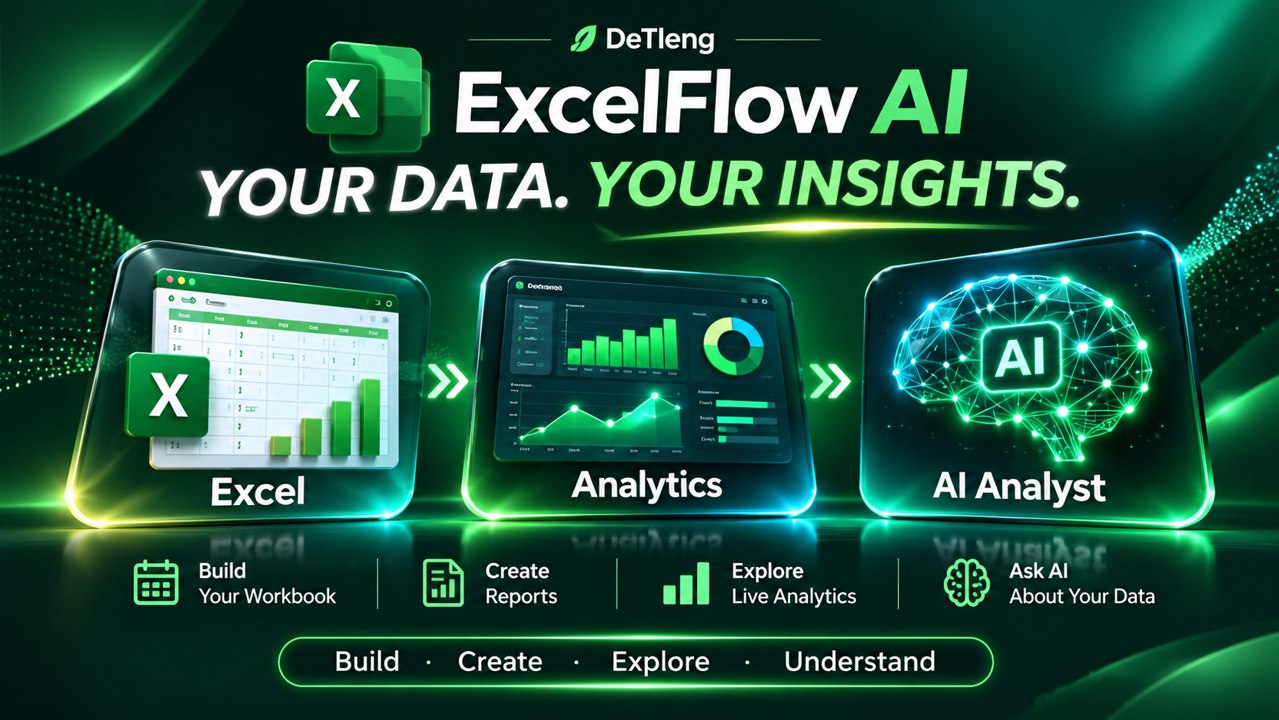 DeTleng
X
ExcelFlow AI
YOUR DATA. YOUR INSIGHTS.
X
AI
Excel
Analytics
AI Analyst
Build
Your Workbook
Create
Reports
Explore
Live Analytics
Ask AI
About Your Data
Build · Create · Explore · Understand